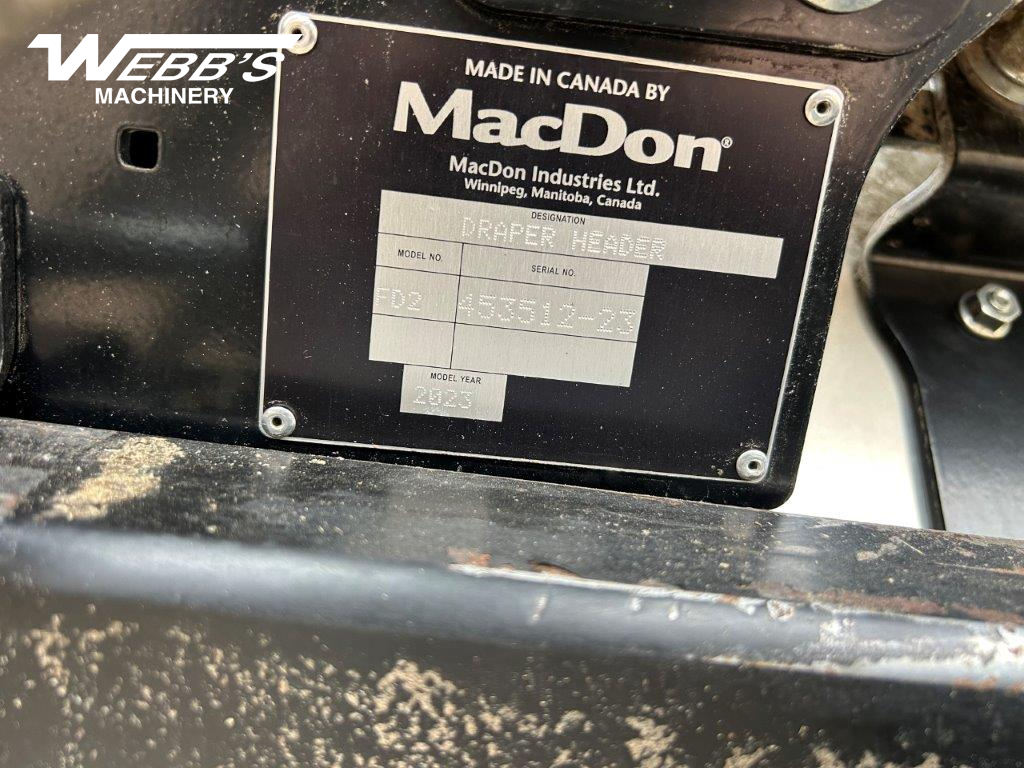 WEBB'S
MACHINERY
MADE IN CANADA BY
MacDon®
MacDon Industries Ltd.
Winnipeg, Manitoba, Canada
DESIGNATION
DRAPER HEADER
MODEL NO. SERIAL NO.
FD2 453512-23
MODEL YEAR
2023